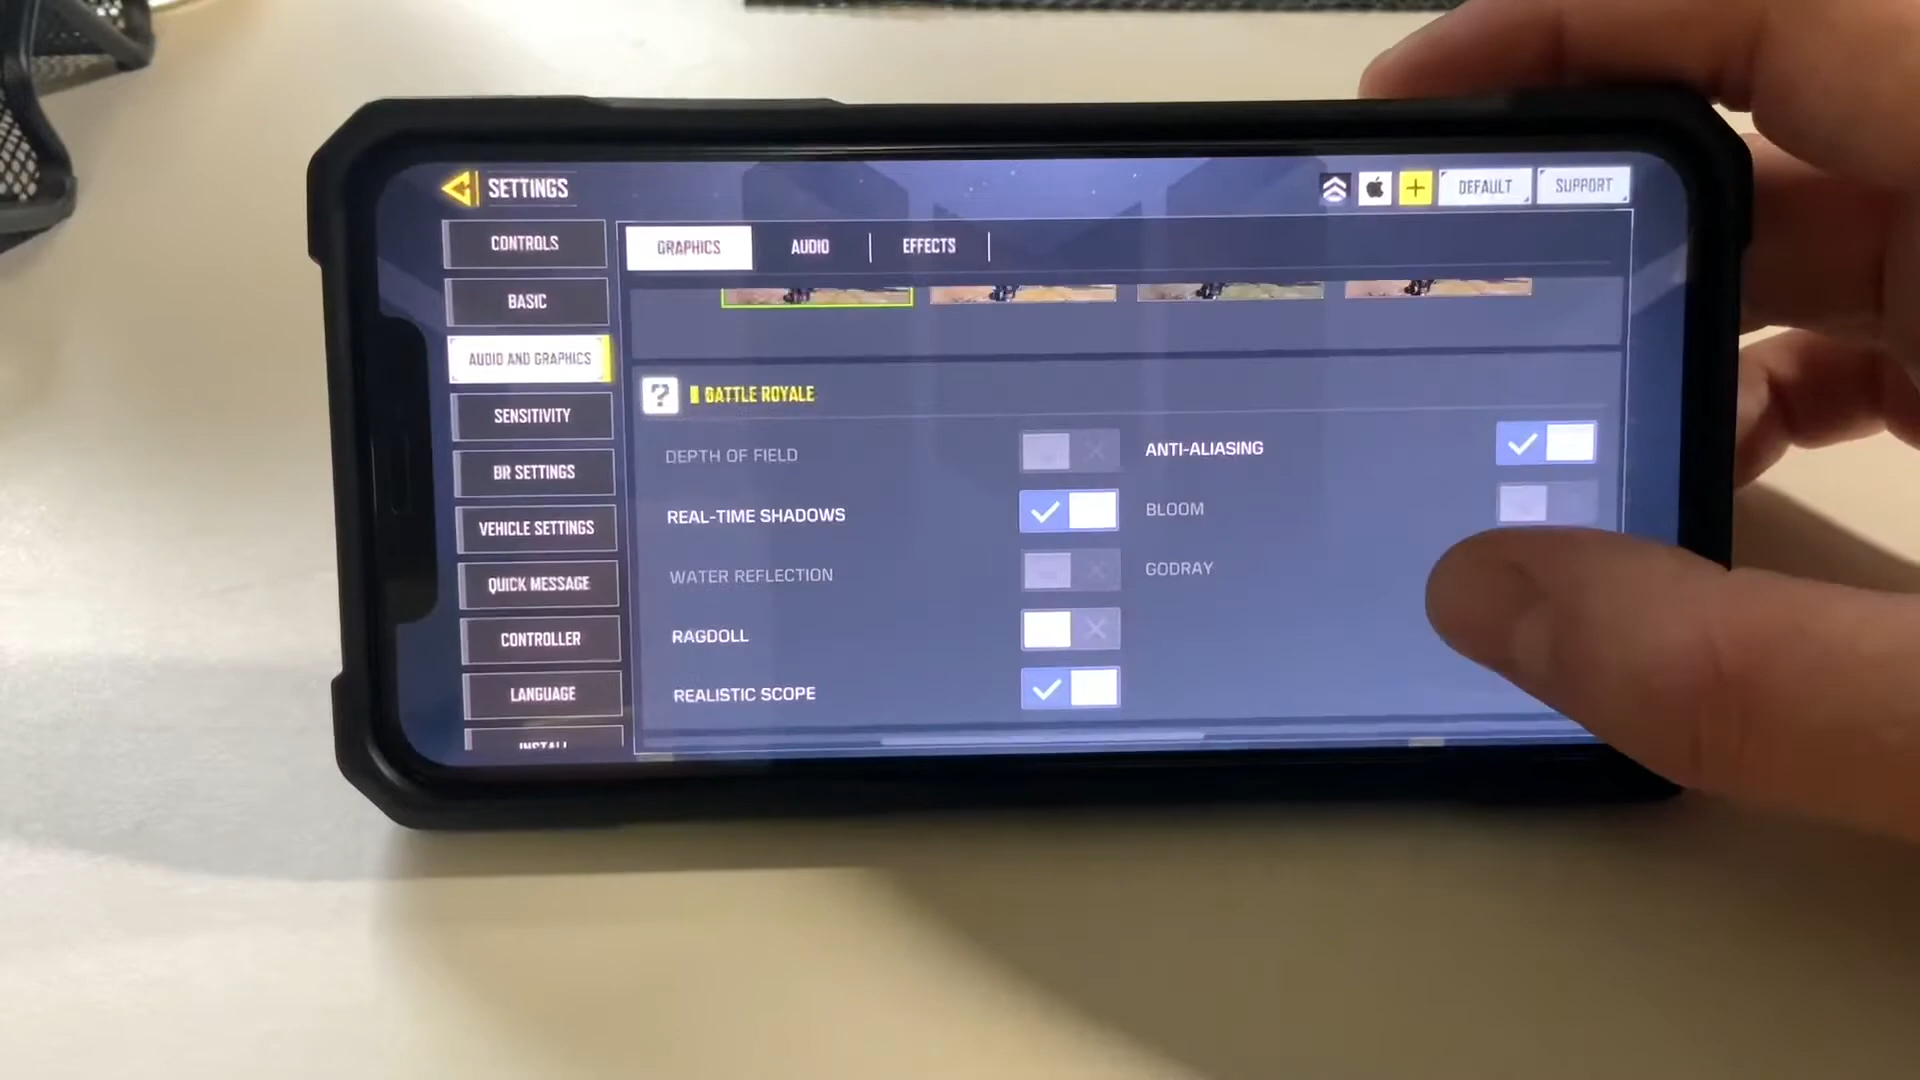 SETTINGS
DEFAULT
SUPPORT
CONTROLS
BASIC
AUDIO AND GRAPHICS
SENSITIVITY
BR SETTINGS
VEHICLE SETTINGS
QUICK MESSAGE
CONTROLLER
LANGUAGE
INSTALL
GRAPHICS
AUDIO
EFFECTS
? BATTLE ROYALE
DEPTH OF FIELD
ANTI-ALIASING
REAL-TIME SHADOWS
BLOOM
WATER REFLECTION
GODRAY
RAGDOLL
REALISTIC SCOPE